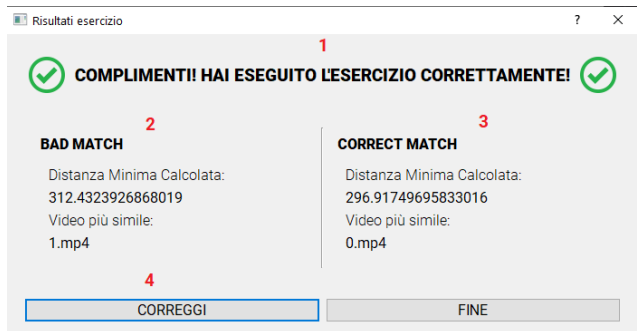 Risultati esercizio ? ×
1
COMPLIMENTI! HAI ESEGUITO L'ESERCIZIO CORRETTAMENTE!
2
BAD MATCH
Distanza Minima Calcolata:
312.4323926868019
Video più simile:
1.mp4
3
CORRECT MATCH
Distanza Minima Calcolata:
296.91749695833016
Video più simile:
0.mp4
4
CORREGGI
FINE